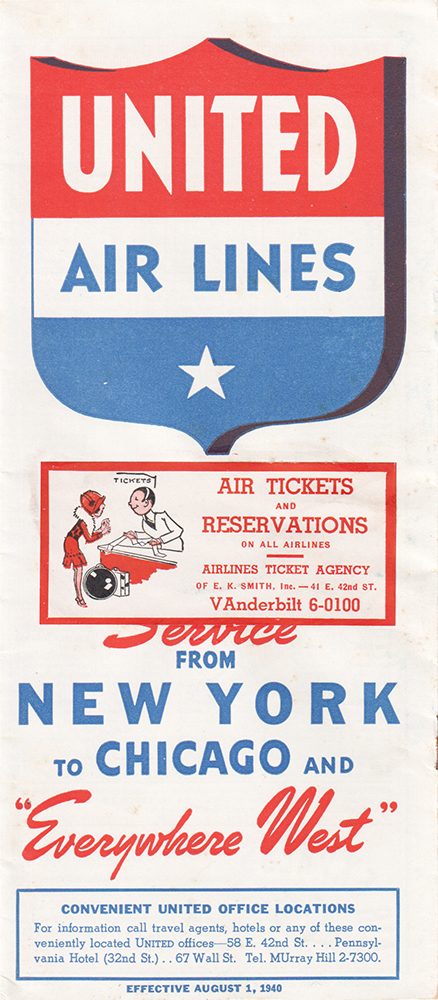 UNITED
AIR LINES
TICKETS
AIR TICKETS
AND
RESERVATIONS
ON ALL AIRLINES
AIRLINES TICKET AGENCY
OF E. K. SMITH, Inc. — 41 E. 42nd ST.
VAnderbilt 6-0100
Service
FROM
NEW YORK
TO CHICAGO AND
"Everywhere West"
CONVENIENT UNITED OFFICE LOCATIONS
For information call travel agents, hotels or any of these con-
veniently located UNITED offices—58 E. 42nd St. . . . Pennsyl-
vania Hotel (32nd St.) . . 67 Wall St. Tel. MUrray Hill 2-7300.
EFFECTIVE AUGUST 1, 1940